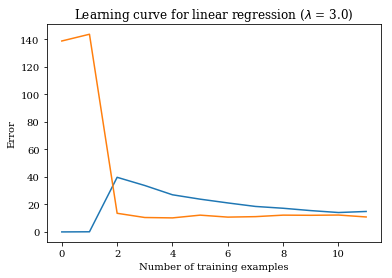 Learning curve for linear regression (λ = 3.0)
140
120
100
80
60
40
20
0
Error
0 2 4 6 8 10
Number of training examples